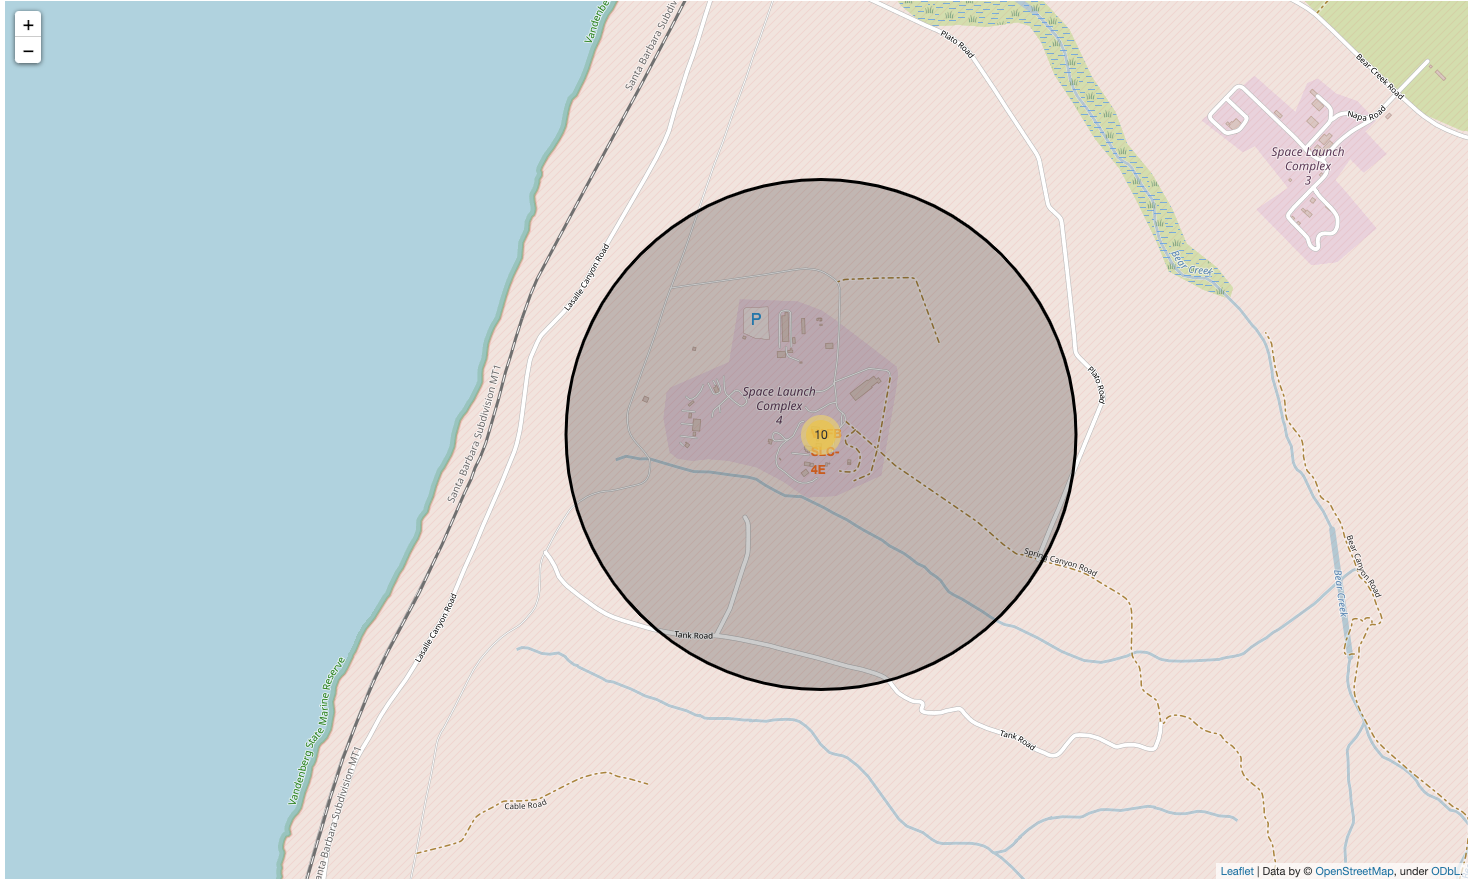 +
−
Vandenbe
Santa Barbara Subdivis
Plato Road
Bear Creek Road
Napa Road
Space Launch
Complex
3
Bear Creek
Lasalle Canyon Road
P
Space Launch
Complex
4
10
SLC-
4E
Plato Road
Santa Barbara Subdivision MT1
Spring Canyon Road
Bear Canyon Road
Bear Creek
Lasalle Canyon Road
Tank Road
Tank Road
Vandenberg State Marine Reserve
Cable Road
anta Barbara Subdivision MT1
Leaflet | Data by © OpenStreetMap, under ODbL.